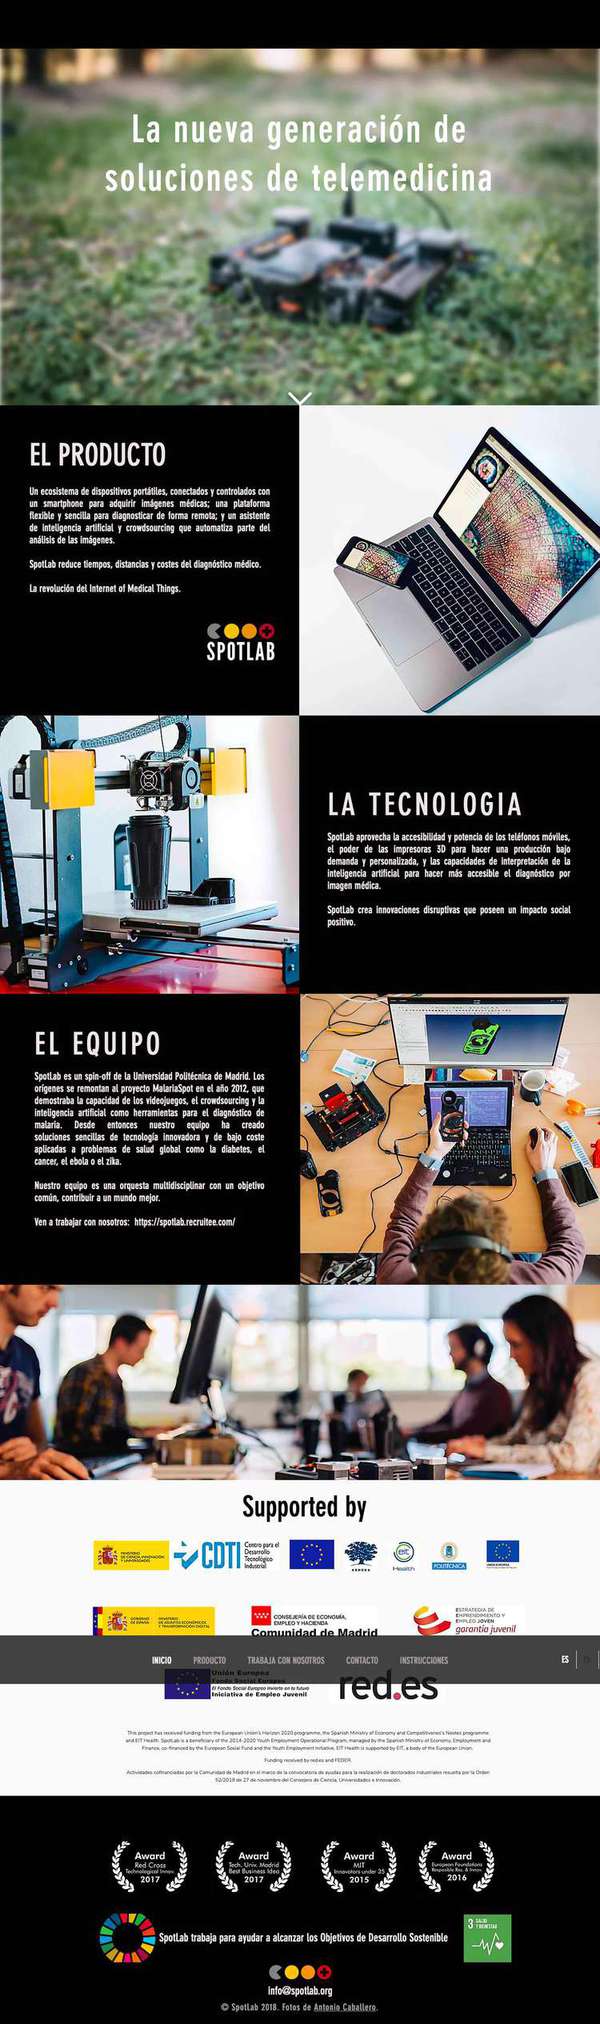 La nueva generación de
soluciones de telemedicina
EL PRODUCTO
Un ecosistema de dispositivos portátiles, conectados y controlados con
un smartphone para adquirir imágenes médicas; una plataforma
flexible y sencilla para diagnosticar de forma remota; y un asistente
de inteligencia artificial y crowdsourcing que automatiza parte del
análisis de las imágenes.
SpotLab reduce tiempos, distancias y costes del diagnóstico médico.
La revolución del Internet of Medical Things.
SPOTLAB
LA TECNOLOGIA
SpotLab aprovecha la accesibilidad y potencia de los teléfonos móviles,
el poder de las impresoras 3D para hacer una producción bajo
demanda y personalizada, y las capacidades de interpretación de la
inteligencia artificial para hacer más accesible el diagnóstico por
imagen médica.
SpotLab crea innovaciones disruptivas que poseen un impacto social
positivo.
EL EQUIPO
SpotLab es un spin-off de la Universidad Politécnica de Madrid. Los
orígenes se remontan al proyecto MalariaSpot en el año 2012, que
demostraba la capacidad de los videojuegos, el crowdsourcing y la
inteligencia artificial como herramientas para el diagnóstico de
malaria. Desde entonces nuestro equipo ha creado
soluciones sencillas de tecnología innovadora y de bajo coste
aplicadas a problemas de salud global como la diabetes, el
cancer, el ebola o el zika.
Nuestro equipo es una orquesta multidisciplinar con un objetivo
común, contribuir a un mundo mejor.
Ven a trabajar con nosotros: https://spotlab.recruitee.com/
Supported by
MINISTERIO
DE CIENCIA, INNOVACIÓN
Y UNIVERSIDADES
CDTI
Centro para el
Desarrollo
Tecnológico
Industrial
Health
POLITÉCNICA
UNIÓN EUROPEA
GOBIERNO
DE ESPAÑA
MINISTERIO
DE ASUNTOS ECONÓMICOS
Y TRANSFORMACIÓN DIGITAL
CONSEJERÍA DE ECONOMÍA,
EMPLEO Y HACIENDA
Comunidad de Madrid
ESTRATEGIA DE
EMPRENDIMIENTO Y
EMPLEO JOVEN
garantía juvenil
INICIO PRODUCTO TRABAJA CON NOSOTROS CONTACTO INSTRUCCIONES ES
Unión Europea
Fondo Social Europeo
El Fondo Social Europeo invierte en tu futuro
Iniciativa de Empleo Juvenil
red.es
This project has received funding from the European Union's Horizon 2020 programme, the Spanish Ministry of Economy and Competitiveness's Neotec programme
and EIT Health. SpotLab is a beneficiary of the 2014-2020 Youth Employment Operational Program, managed by the Spanish Ministry of Economy, Employment and
Finance, co-financed by the European Social Fund and the Youth Employment Initiative. EIT Health is supported by EIT, a body of the European Union.
Funding received by red.es and FEDER.
Actividades cofinanciadas por la Comunidad de Madrid en el marco de la convocatoria de ayudas para la realización de doctorados industriales resuelta por la Orden
52/2018 de 27 de noviembre del Consejero de Ciencia, Universidades e Innovación.
Award
Red Cross
Technological Innov.
2017
Award
Tech. Univ. Madrid
Best Business Idea
2017
Award
MIT
Innovators under 35
2015
Award
European Foundations
Resposible Res. & Innov.
2016
SpotLab trabaja para ayudar a alcanzar los Objetivos de Desarrollo Sostenible
3 SALUD
Y BIENESTAR
info@spotlab.org
© SpotLab 2018. Fotos de Antonio Caballero.